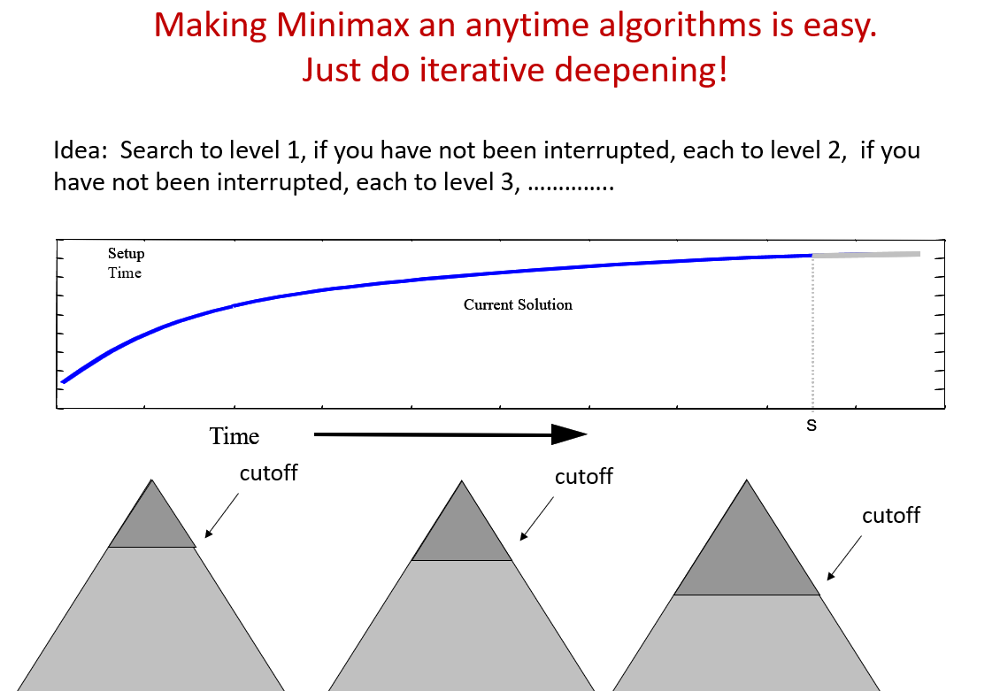 Making Minimax an anytime algorithms is easy.
Just do iterative deepening!
Idea:  Search to level 1, if you have not been interrupted, each to level 2,  if you
have not been interrupted, each to level 3, …………..
Setup
Time
Current Solution
S
Time
cutoff
cutoff
cutoff